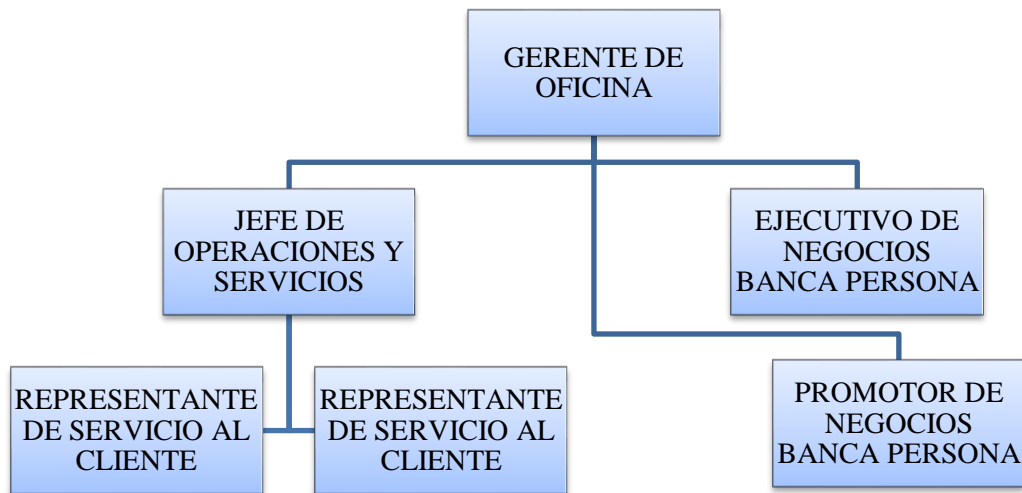 GERENTE DE
OFICINA
JEFE DE
OPERACIONES Y
SERVICIOS
EJECUTIVO DE
NEGOCIOS
BANCA PERSONA
REPRESENTANTE
DE SERVICIO AL
CLIENTE
REPRESENTANTE
DE SERVICIO AL
CLIENTE
PROMOTOR DE
NEGOCIOS
BANCA PERSONA